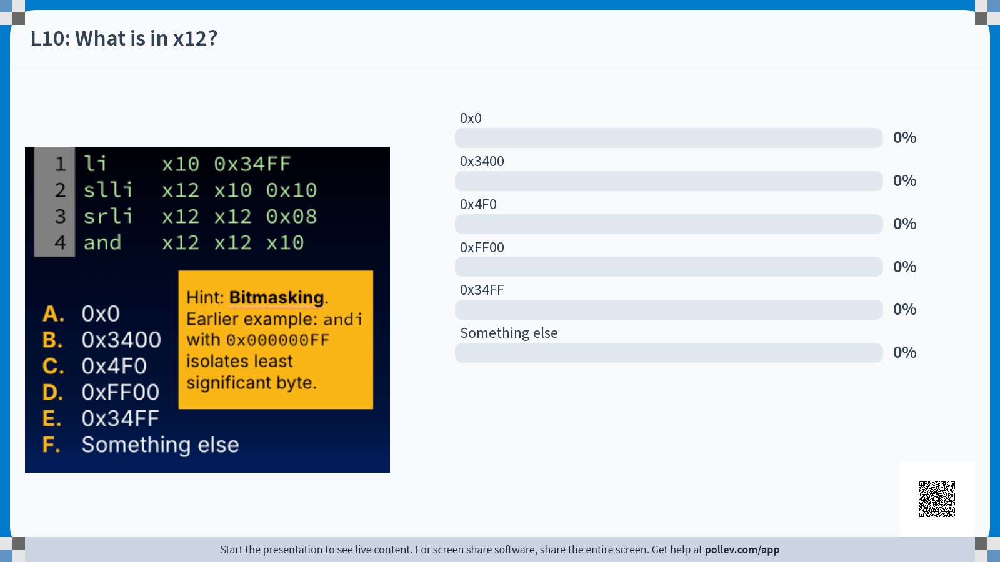 L10: What is in x12?
1 li x10 0x34FF
2 slli x12 x10 0x10
3 srli x12 x12 0x08
4 and x12 x12 x10
Hint: Bitmasking.
Earlier example: andi
with 0x000000FF
isolates least
significant byte.
A. 0x0
B. 0x3400
C. 0x4F0
D. 0xFF00
E. 0x34FF
F. Something else
0x0
0%
0x3400
0%
0x4F0
0%
0xFF00
0%
0x34FF
0%
Something else
0%
Start the presentation to see live content. For screen share software, share the entire screen. Get help at pollev.com/app